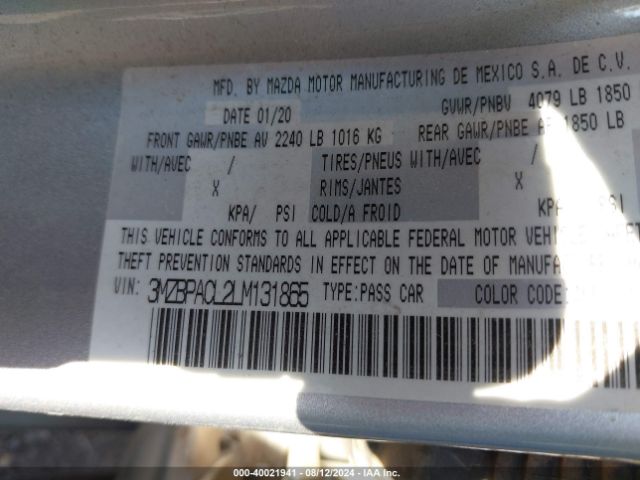 MFD. BY MAZDA MOTOR MANUFACTURING DE MEXICO S.A. DE C.V.
DATE 01/20 GVWR/PNBV 4079 LB 1850
FRONT GAWR/PNBE AV 2240 LB 1016 KG REAR GAWR/PNBE 1850 LB
WITH/AVEC / TIRES/PNEUS WITH/AVEC /
X RIMS/JANTES X
KPA/ PSI COLD/A FROID
THIS VEHICLE CONFORMS TO ALL APPLICABLE FEDERAL MOTOR
THEFT PREVENTION STANDARDS IN EFFECT ON THE DATE OF
VIN: 3MZBPACL2LM131865 TYPE:PASS CAR COLOR CODE:
000-40021941 - 08/12/2024 - IAA Inc.